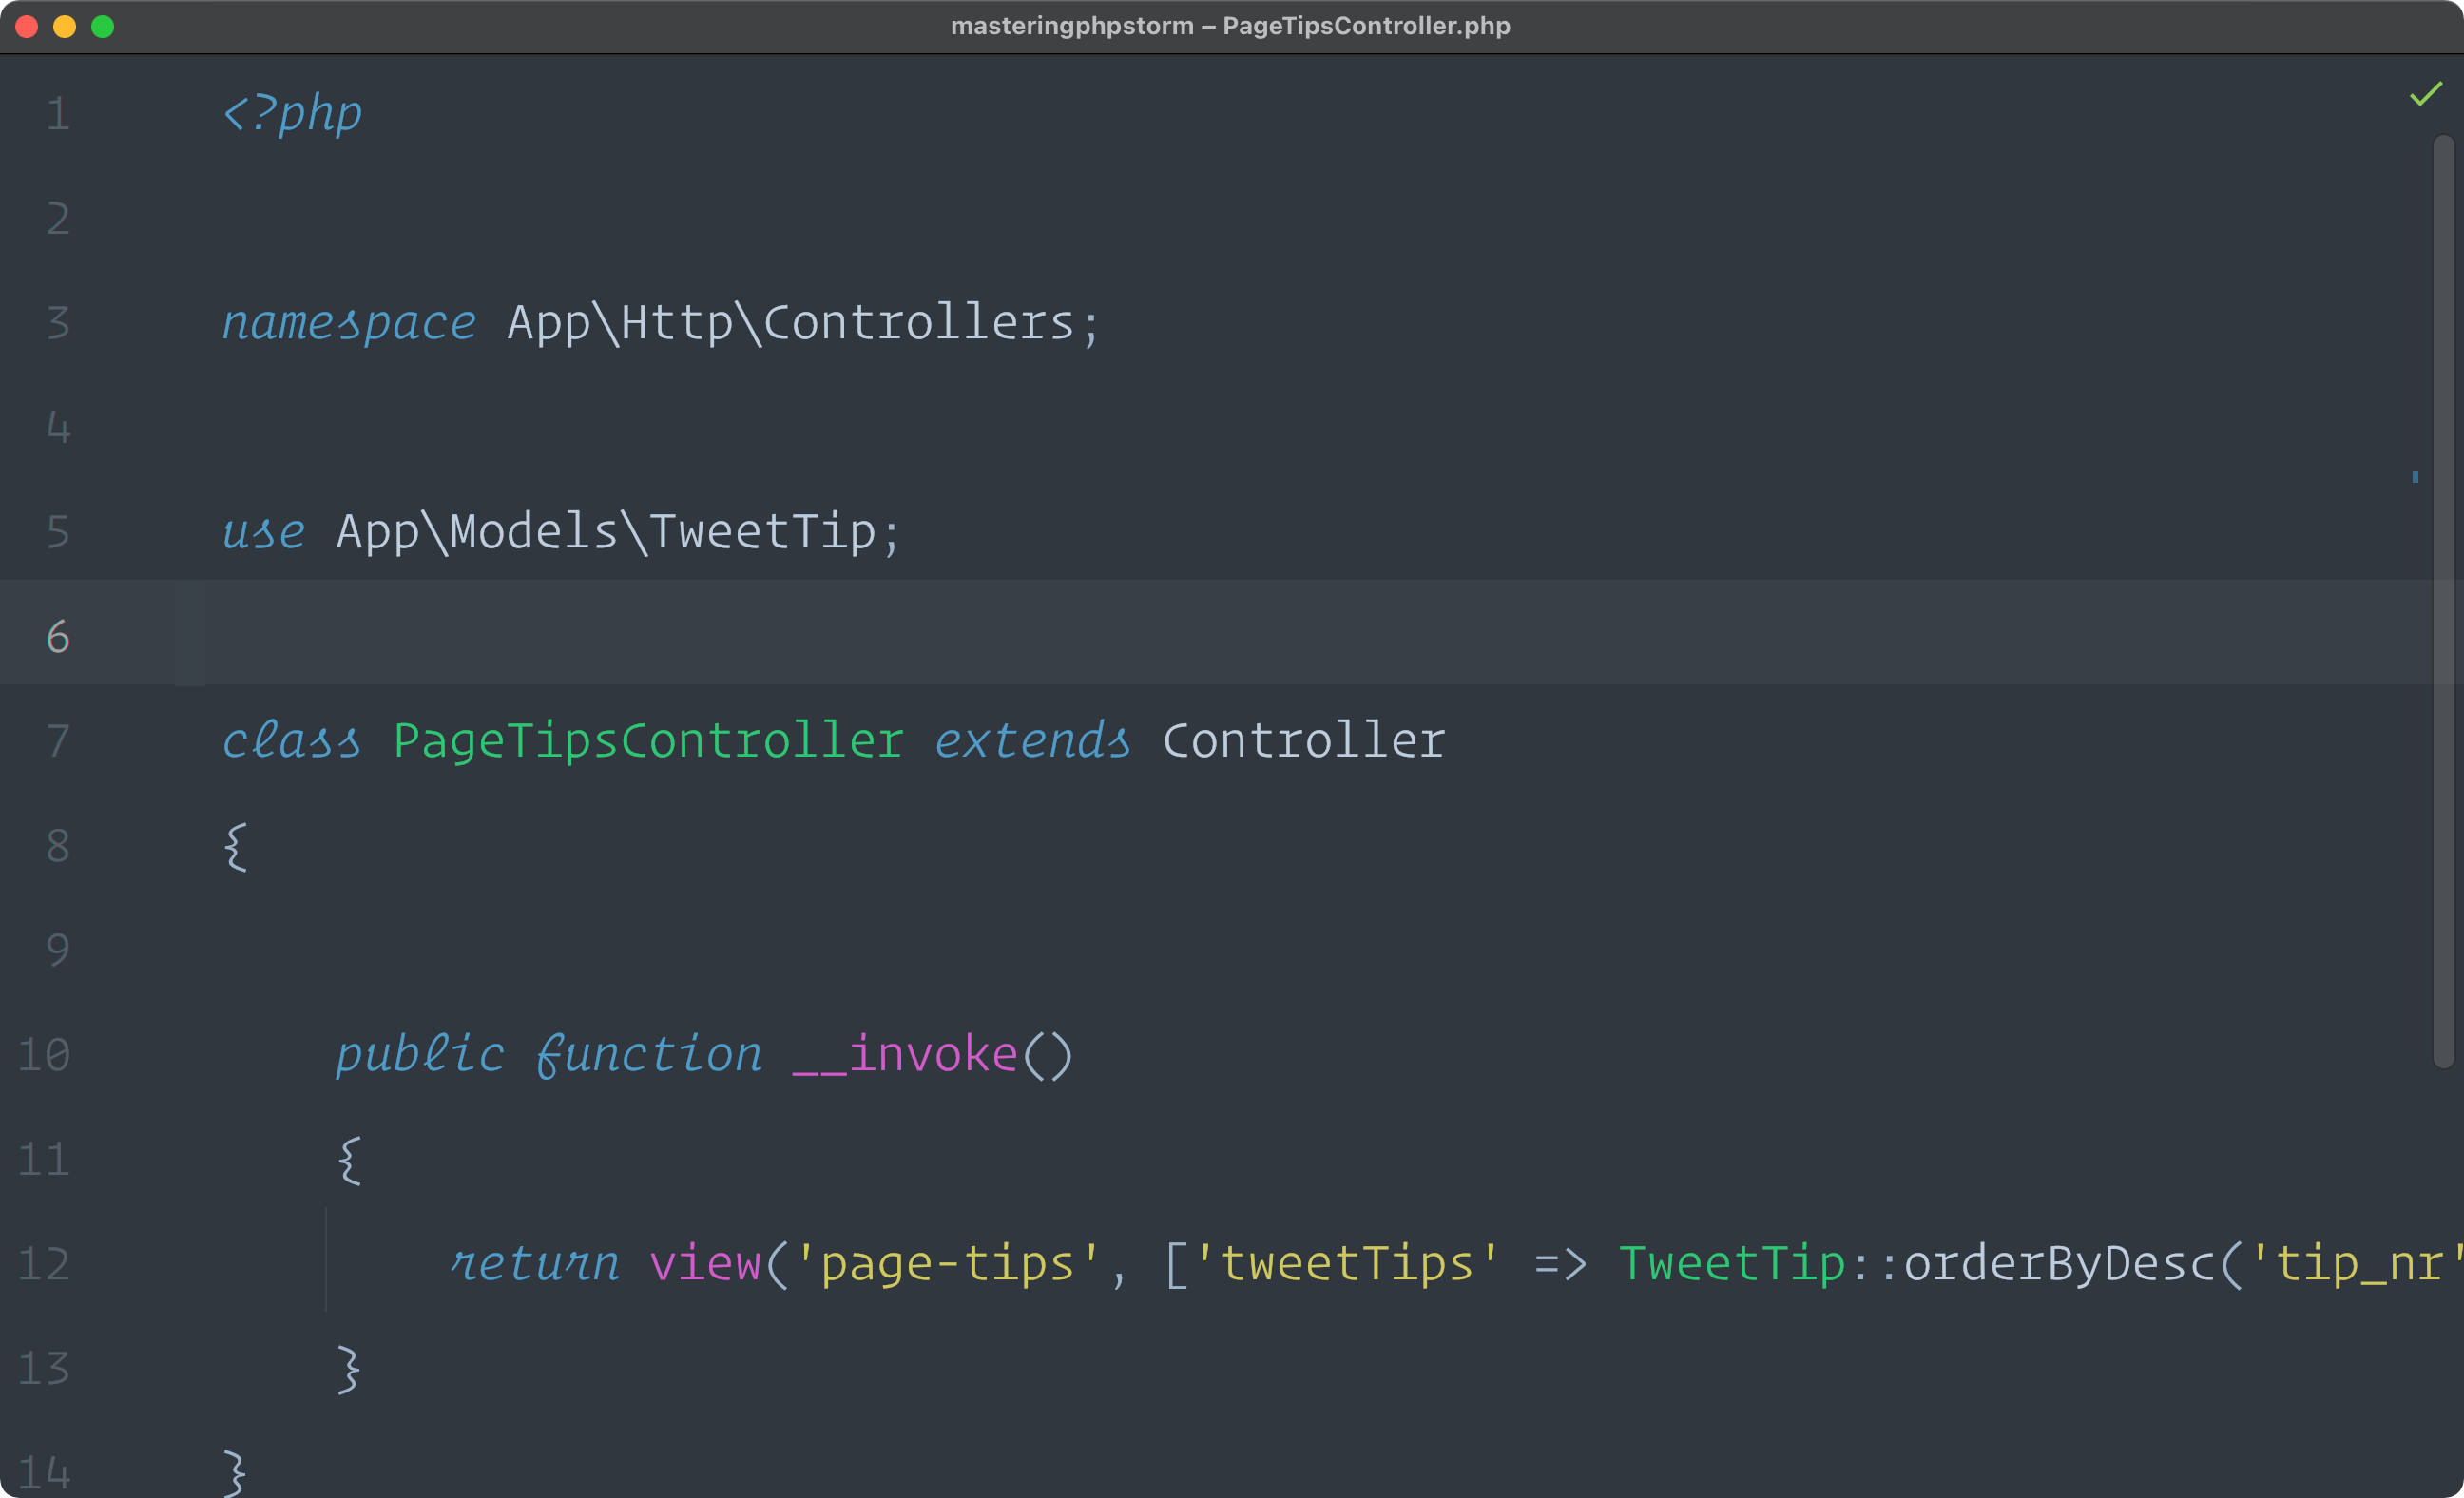 masteringphpstorm – PageTipsController.php
1 <?php
2
3 namespace App\Http\Controllers;
4
5 use App\Models\TweetTip;
6
7 class PageTipsController extends Controller
8 {
9
10 public function __invoke()
11 {
12 return view('page-tips', ['tweetTips' => TweetTip::orderByDesc('tip_nr'
13 }
14 }